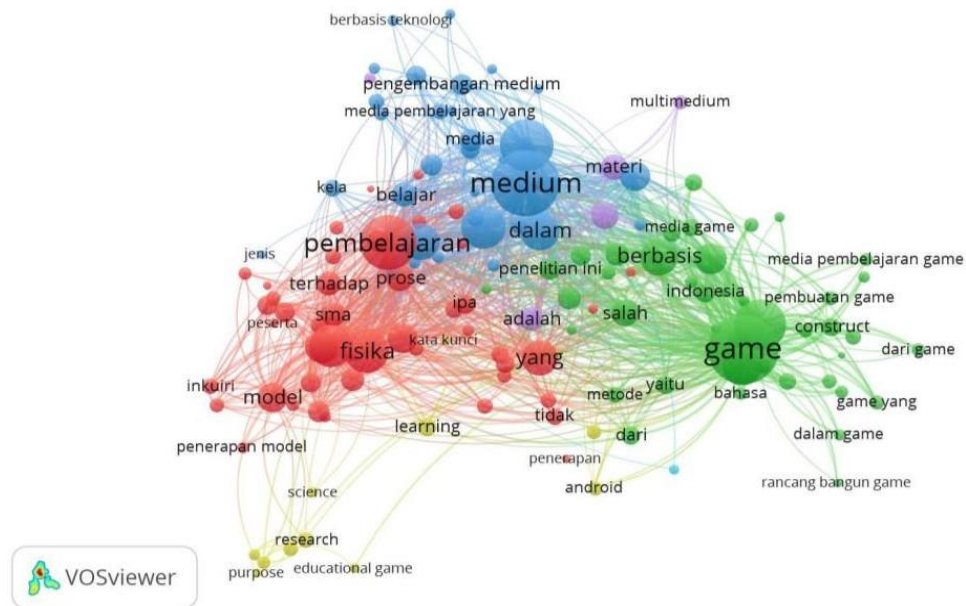 berbasis teknologi
pengembangan medium
multimedium
media pembelajaran yang
media
materi
medium
kela
belajar
media game
dalam
pembelajaran
jenis
berbasis
penelitian ini
media pembelajaran game
prose
terhadap
indonesia
pembuatan game
ipa
sma
salah
peserta
adalah
construct
kata kunci
game
fisika
yang
dari game
inkuiri
yaitu
metode
bahasa
model
game yang
tidak
learning
dari
dalam game
penerapan model
penerapan
rancang bangun game
android
science
research
educational game
purpose
VOSviewer